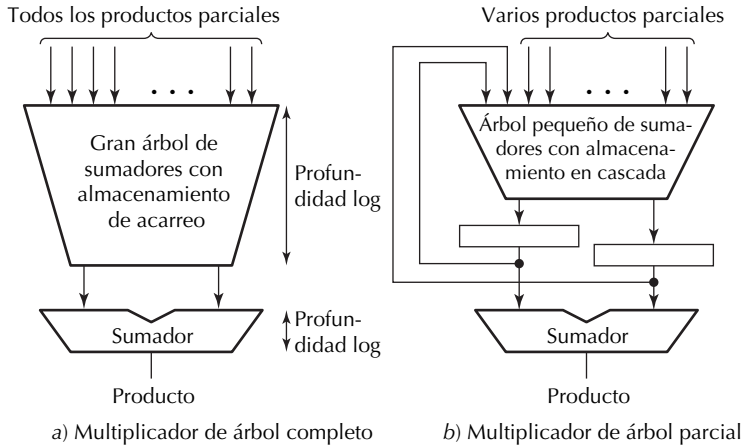 Todos los productos parciales
. . .
Gran árbol de
sumadores con
almacenamiento
de acarreo
Profun-
didad log
Sumador
Profun-
didad log
Producto
a) Multiplicador de árbol completo
Varios productos parciales
. . .
Árbol pequeño de suma-
dores con almacena-
miento en cascada
Sumador
Producto
b) Multiplicador de árbol parcial